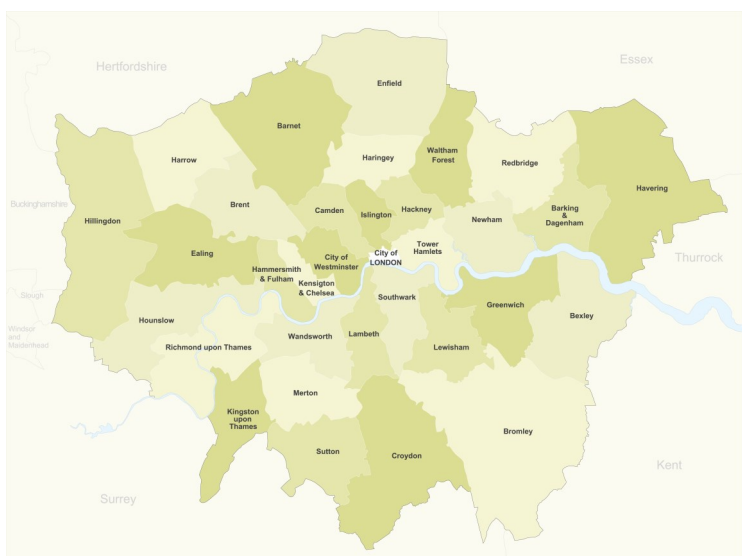 Hertfordshire
Essex
Enfield
Barnet
Waltham
Forest
Harrow
Haringey
Redbridge
Havering
Buckinghamshire
Brent
Hillingdon
Camden
Islington
Hackney
Newham
Barking
&
Dagenham
Ealing
City of
Westminster
City of
LONDON
Tower
Hamlets
Thurrock
Hammersmith
& Fulham
Kensigton
& Chelsea
Slough
Southwark
Greenwich
Bexley
Hounslow
Windsor
and
Maidenhead
Richmond upon Thames
Wandsworth
Lambeth
Lewisham
Merton
Kingston
upon
Thames
Bromley
Sutton
Croydon
Kent
Surrey